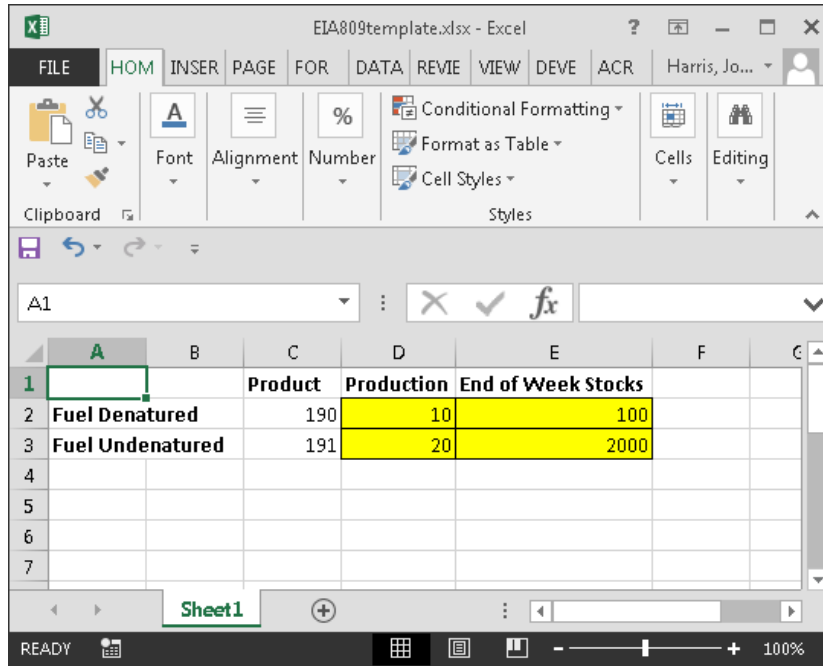 EIA809template.xlsx - Excel ?
FILE HOM INSER PAGE FOR DATA REVIE VIEW DEVE ACR Harris, Jo...
Paste Font Alignment Number Conditional Formatting Cells Editing
%
Format as Table
Cell Styles
Clipboard Styles
A1 fx
A B C D E F G
1 Product Production End of Week Stocks
2 Fuel Denatured 190 10 100
3 Fuel Undenatured 191 20 2000
4
5
6
7
Sheet1
READY 100%